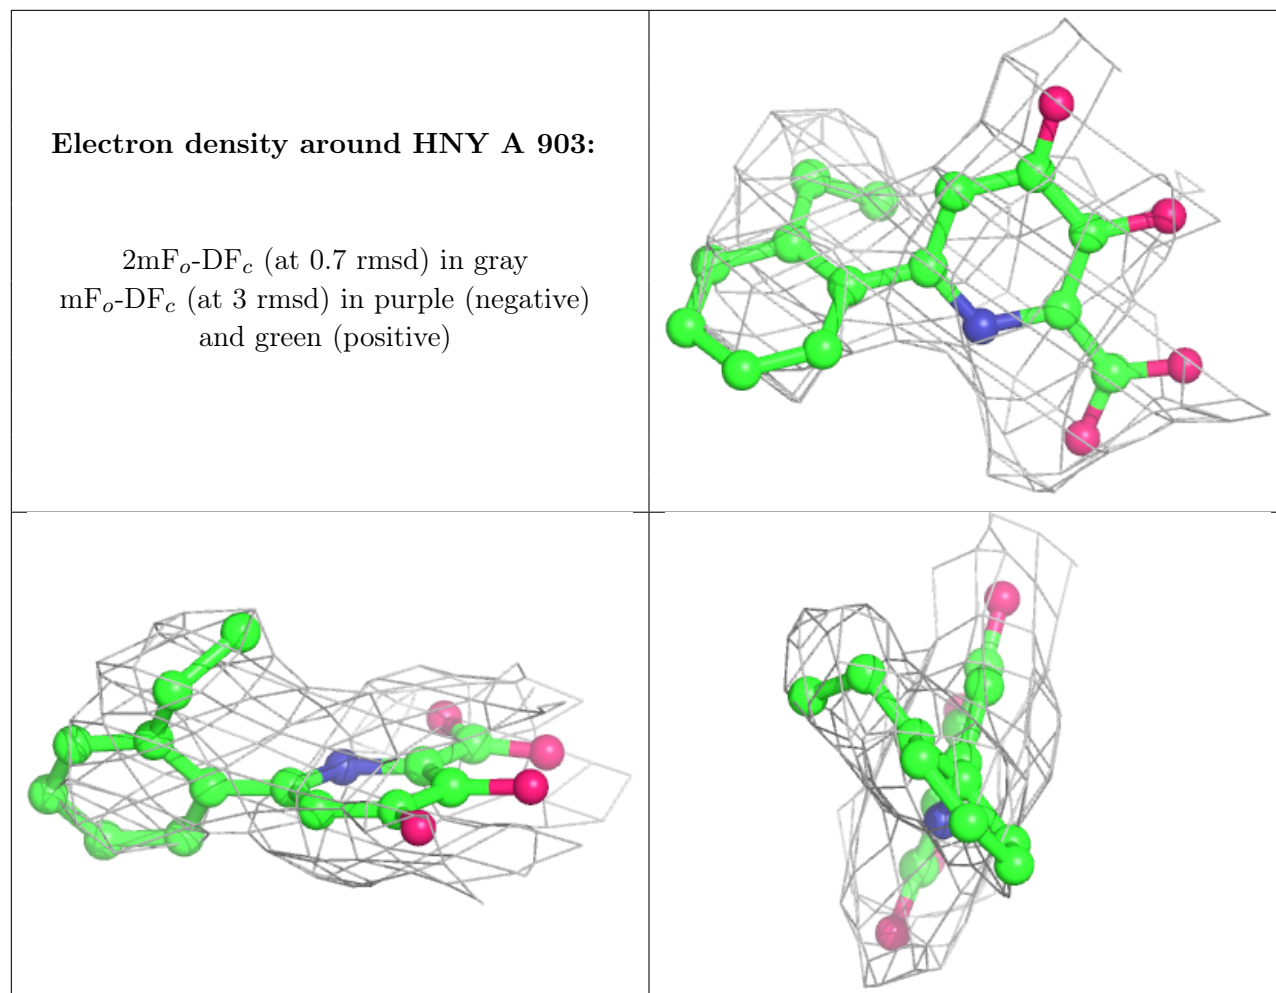 Electron density around HNY A 903:
2mFo-DFc (at 0.7 rmsd) in gray
mFo-DFc (at 3 rmsd) in purple (negative)
and green (positive)